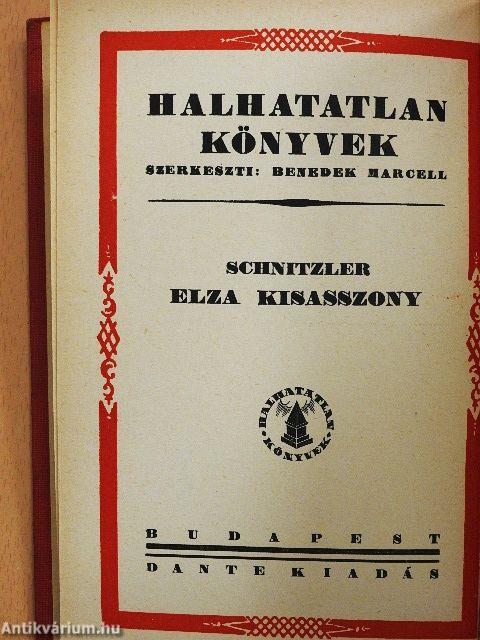 HALHATATLAN
KÖNYVEK
SZERKESZTI: BENEDEK MARCELL
SCHNITZLER
ELZA KISASSZONY
HALHATATLAN
KÖNYVEK
BUDAPEST
DANTE KIADÁS
Antikvárium.hu